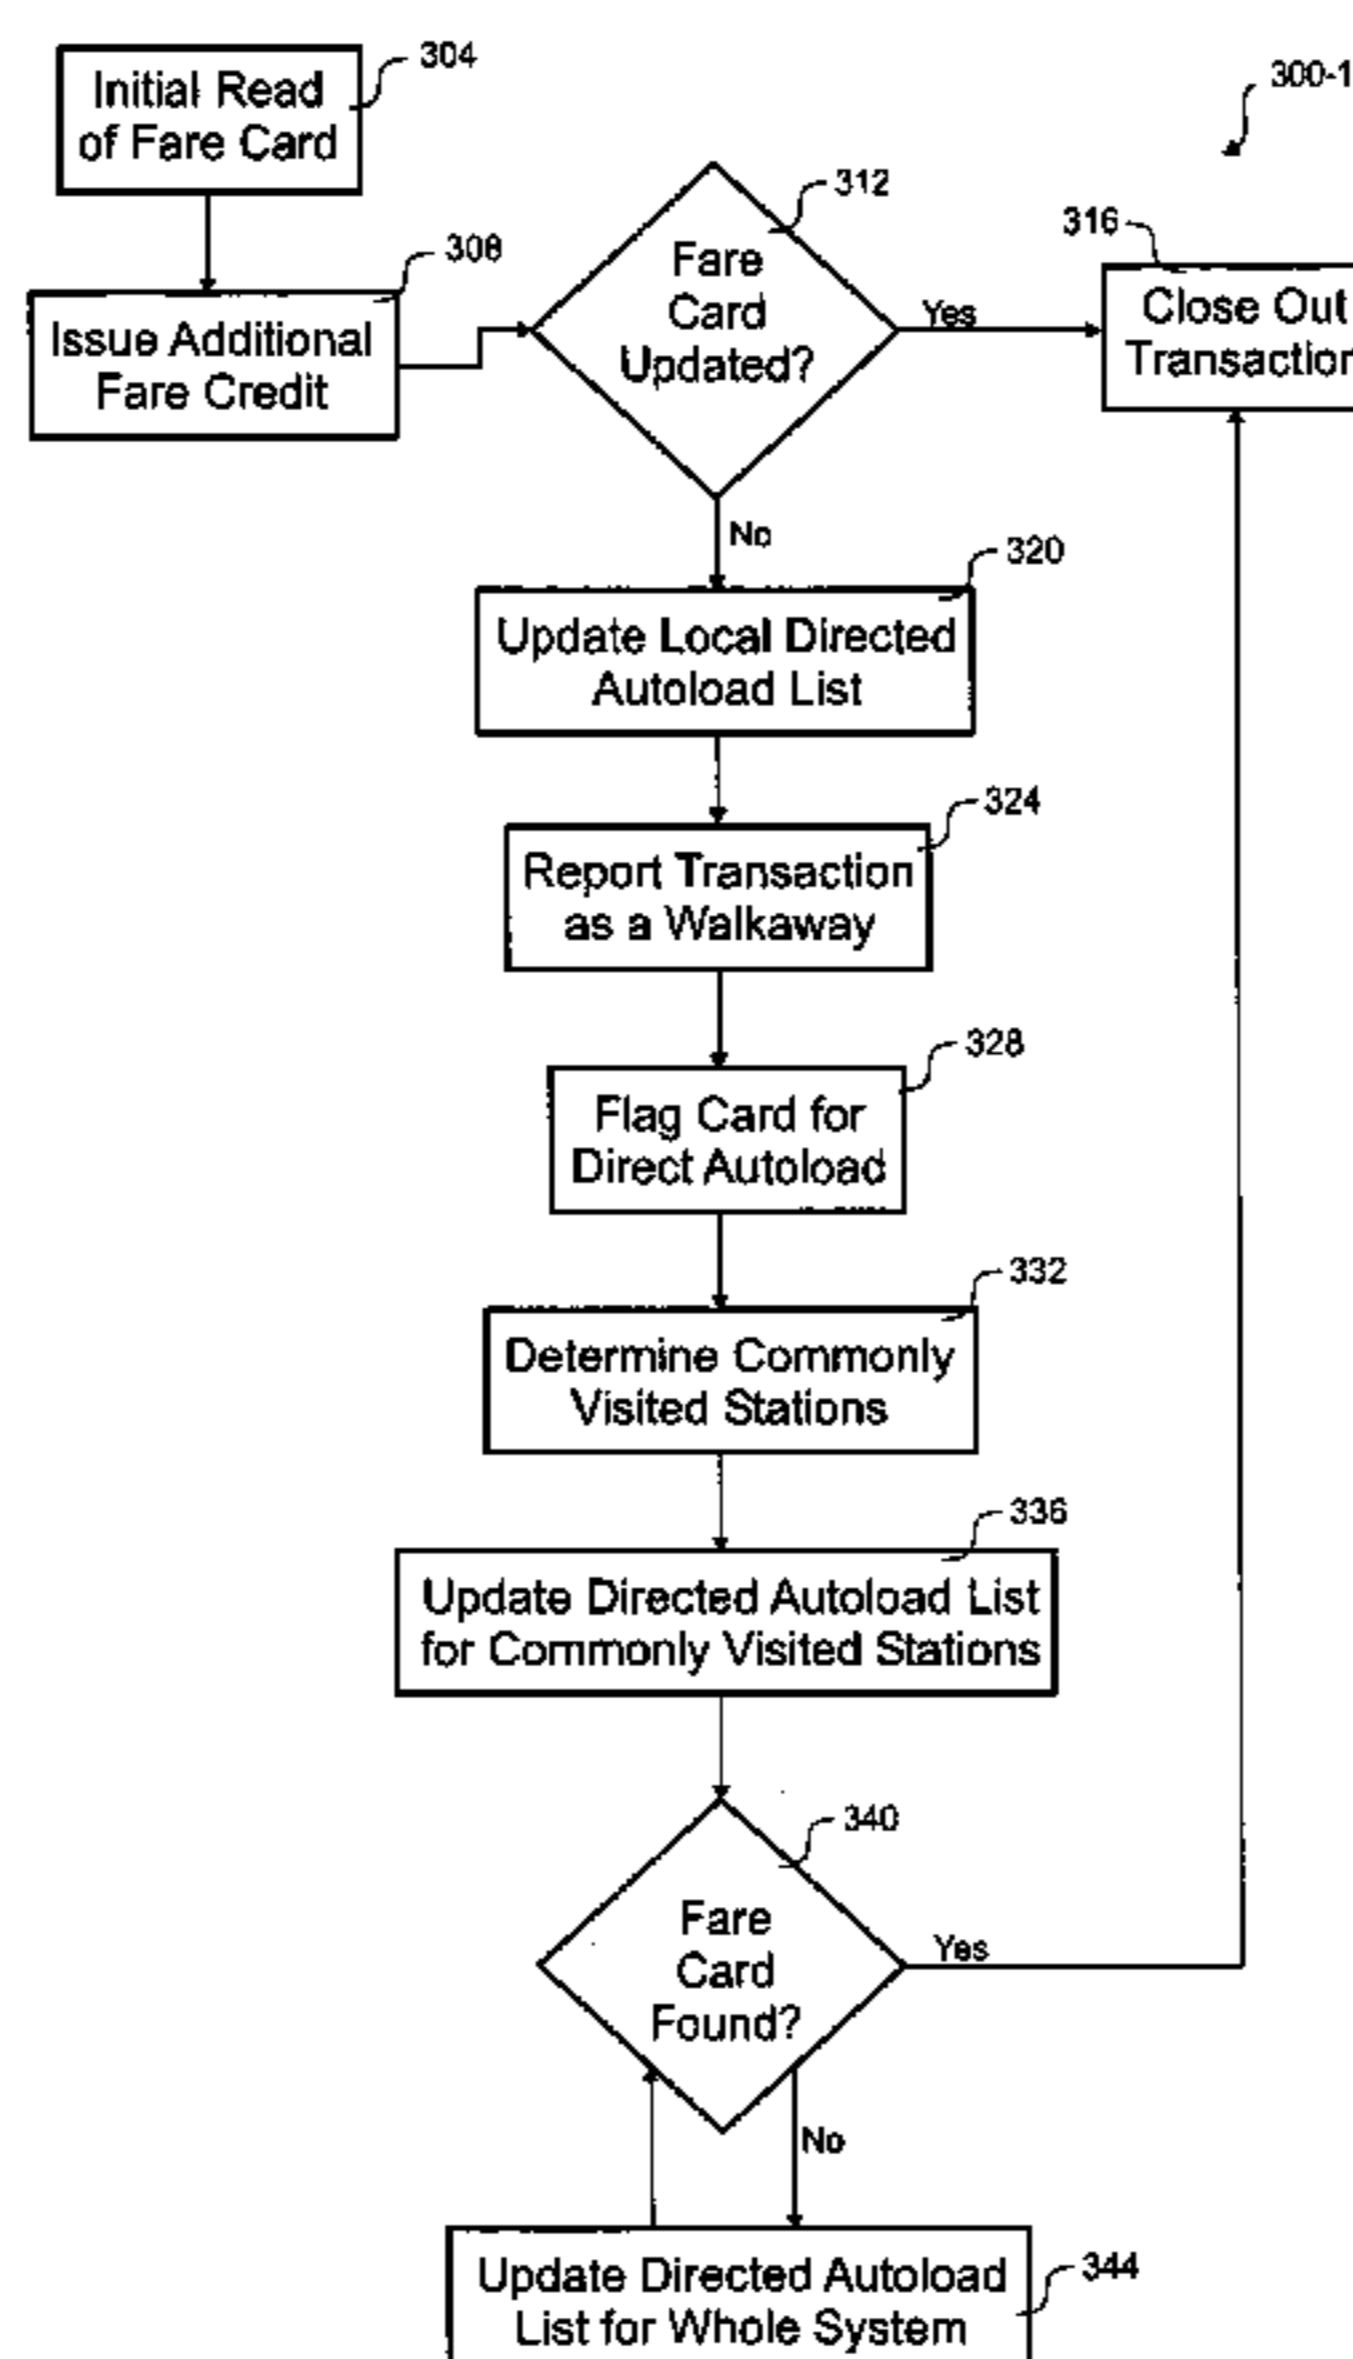 304
Initial Read
of Fare Card
300-1
312
308
316
Fare
Card
Updated?
Yes
Close Out
Transaction
Issue Additional
Fare Credit
No
320
Update Local Directed
Autoload List
324
Report Transaction
as a Walkaway
328
Flag Card for
Direct Autoload
332
Determine Commonly
Visited Stations
336
Update Directed Autoload List
for Commonly Visited Stations
340
Fare
Card
Found?
Yes
No
344
Update Directed Autoload
List for Whole System